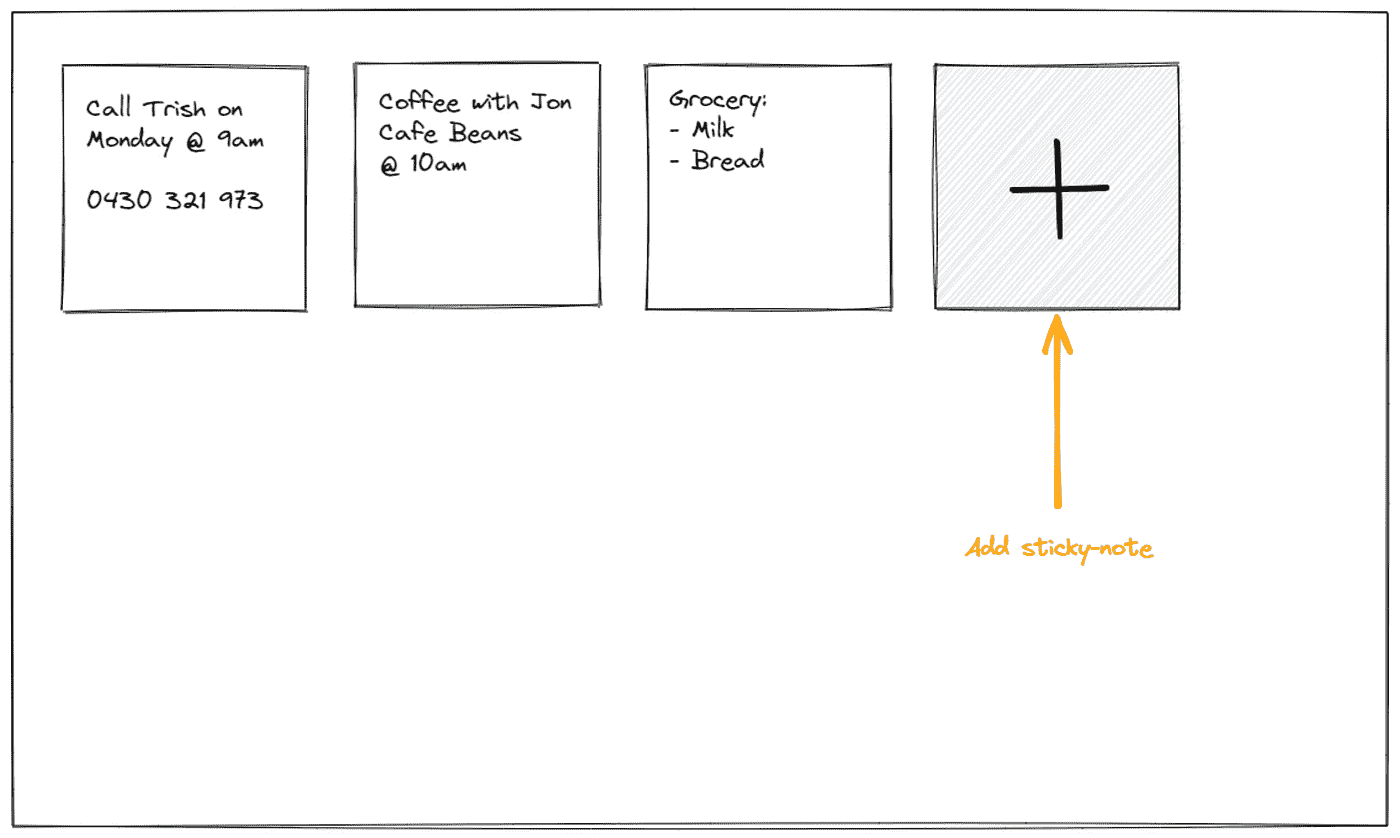 Call Trish on
Monday @ 9am
0430 321 973
Coffee with Jon
Cafe Beans
@ 10am
Grocery:
- Milk
- Bread
Add sticky-note